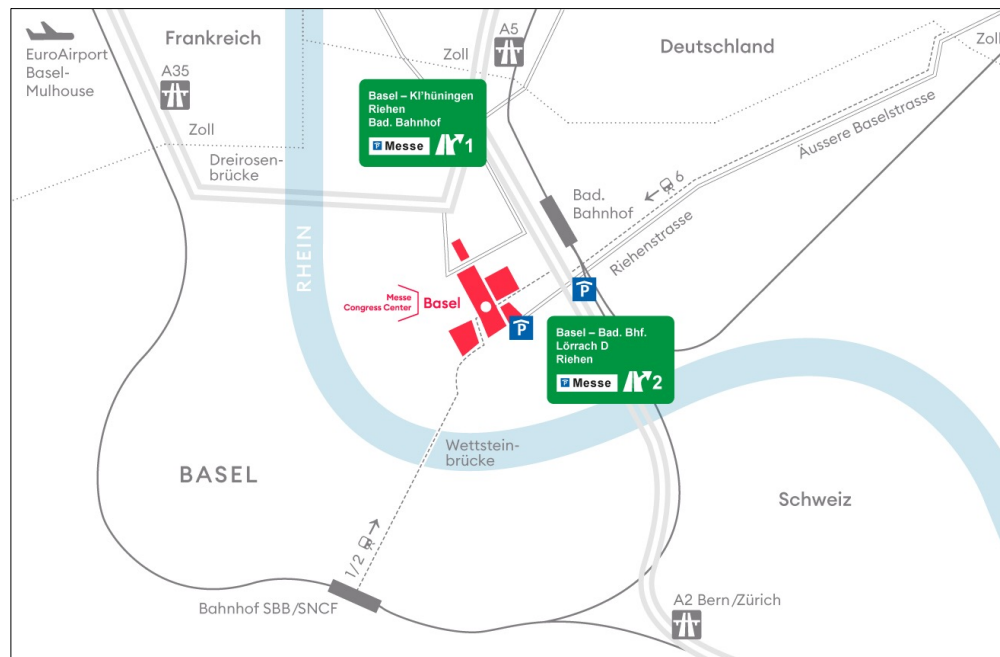 Frankreich
A5
Deutschland
Zoll
EuroAirport
Basel-
Mulhouse
A35
Zoll
Basel – Kl'hüningen
Riehen
Bad. Bahnhof
P Messe 1
Zoll
Dreirosen-
brücke
Äussere Baselstrasse
6
Bad.
Bahnhof
Riehenstrasse
RHEIN
Messe
Congress Center
Basel
P
P
Basel – Bad. Bhf.
Lörrach D
Riehen
P Messe 2
Wettstein-
brücke
BASEL
Schweiz
1/2
Bahnhof SBB/SNCF
A2 Bern/Zürich